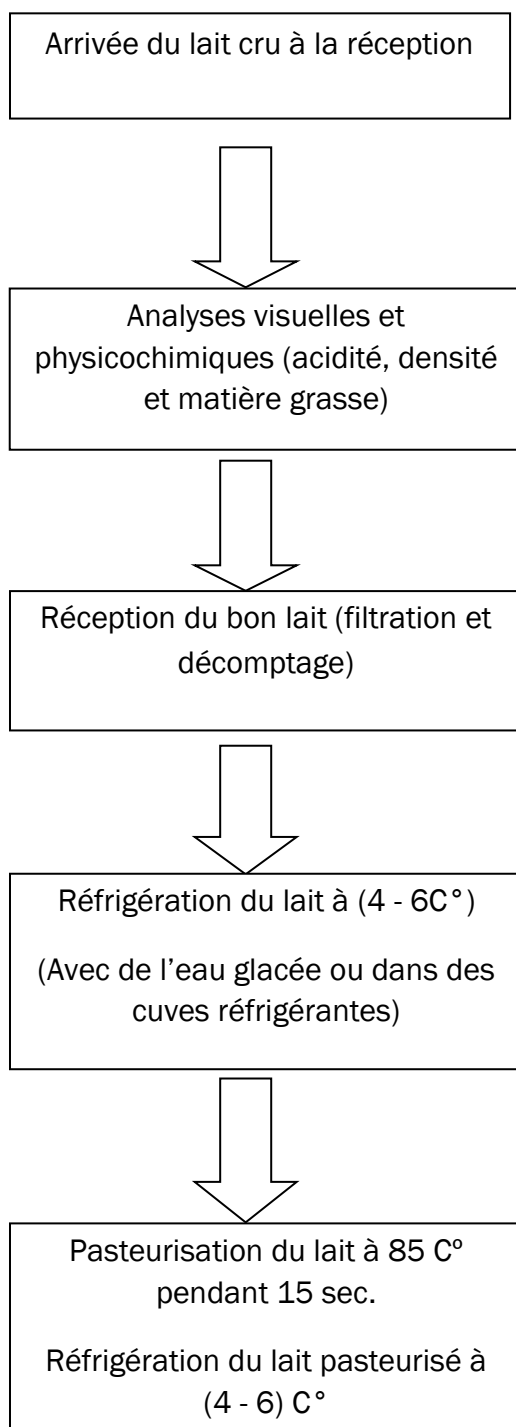 Arrivée du lait cru à la réception
Analyses visuelles et
physicochimiques (acidité, densité
et matière grasse)
Réception du bon lait (filtration et
décomptage)
Réfrigération du lait à (4 - 6C°)
(Avec de l’eau glacée ou dans des
cuves réfrigérantes)
Pasteurisation du lait à 85 Cº
pendant 15 sec.
Réfrigération du lait pasteurisé à
(4 - 6) C°